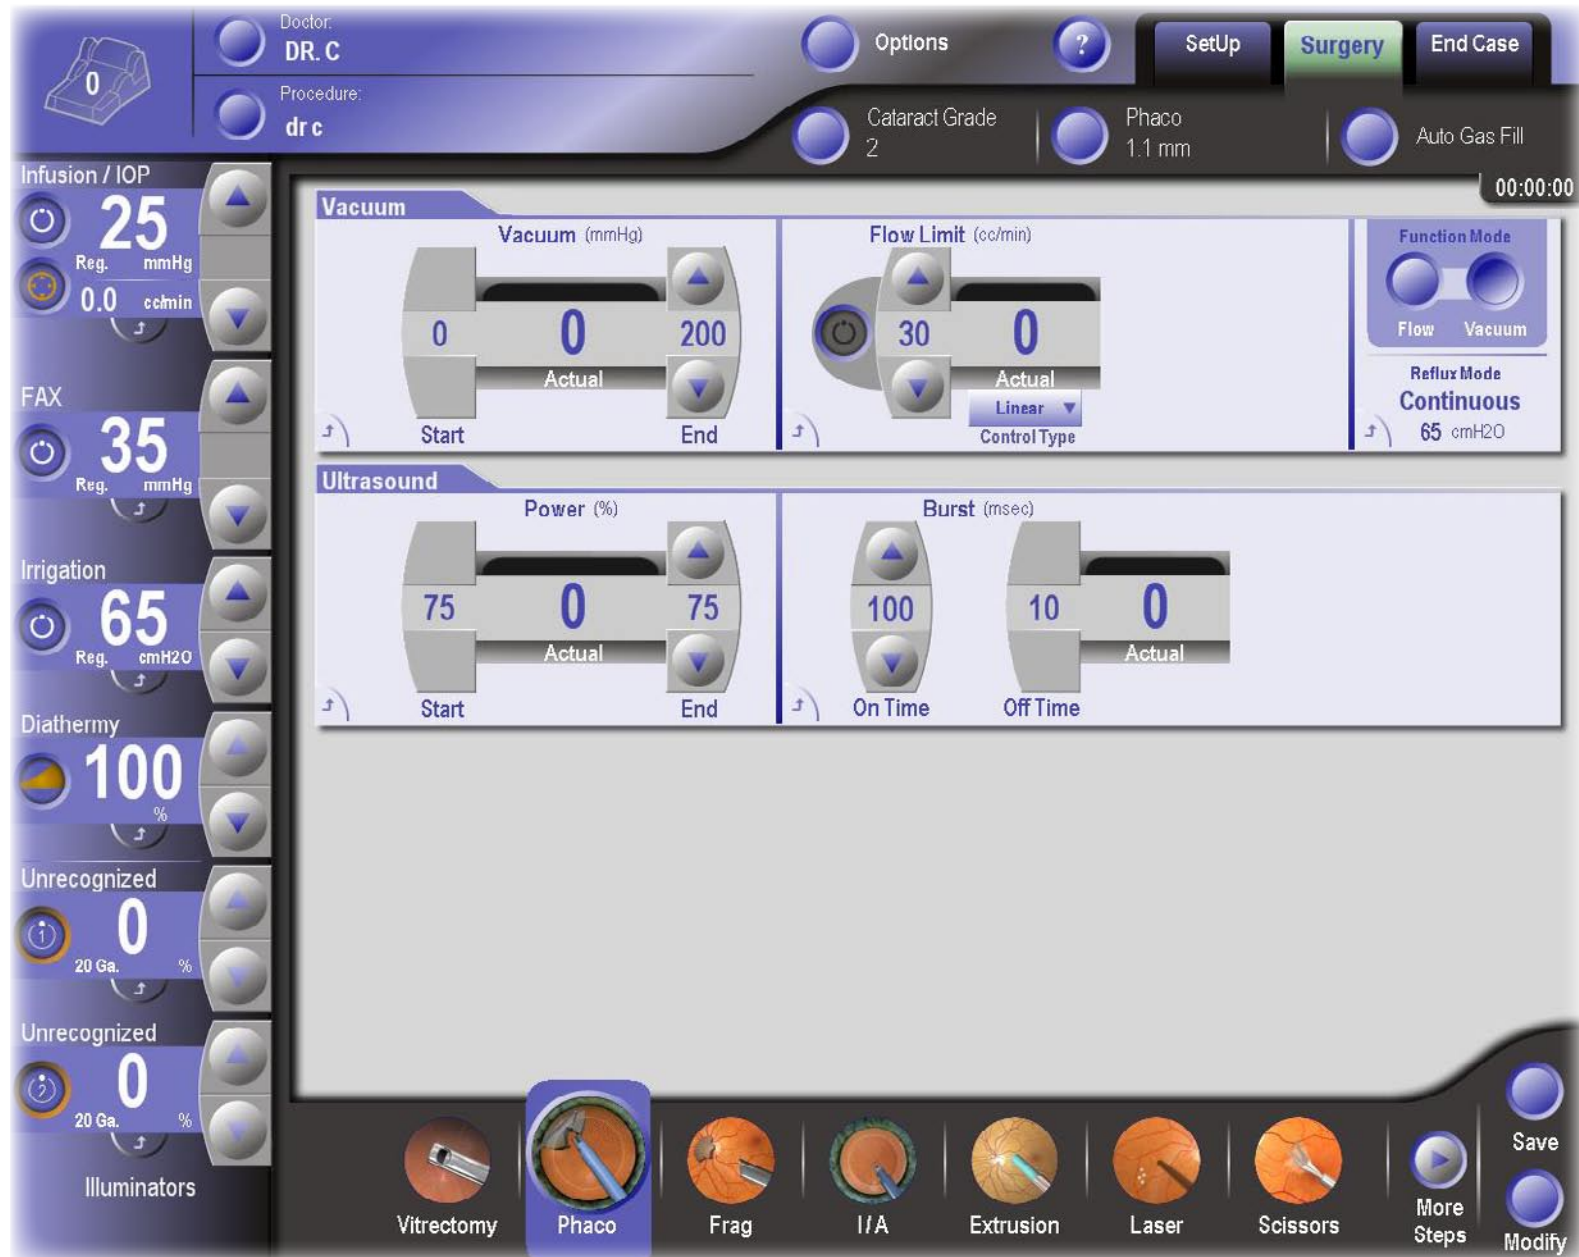 0
Doctor:
DR. C
Procedure:
dr c
Options
?
SetUp
Surgery
End Case
Cataract Grade
2
Phaco
1.1 mm
Auto Gas Fill
00:00:00
Infusion / IOP
25
Reg. mmHg
0.0 cc/min
FAX
35
Reg. mmHg
Irrigation
65
Reg. cmH2O
Diathermy
100
%
Unrecognized
1
0
20 Ga. %
Unrecognized
2
0
20 Ga. %
Illuminators
Vacuum
Vacuum (mmHg)
0 0 200
Actual
Start End
Flow Limit (cc/min)
30 0
Actual
Linear
Control Type
Function Mode
Flow Vacuum
Reflux Mode
Continuous
65 cmH2O
Ultrasound
Power (%)
75 0 75
Actual
Start End
Burst (msec)
100 10 0
Actual
On Time Off Time
Vitrectomy
Phaco
Frag
I/A
Extrusion
Laser
Scissors
More
Steps
Save
Modify